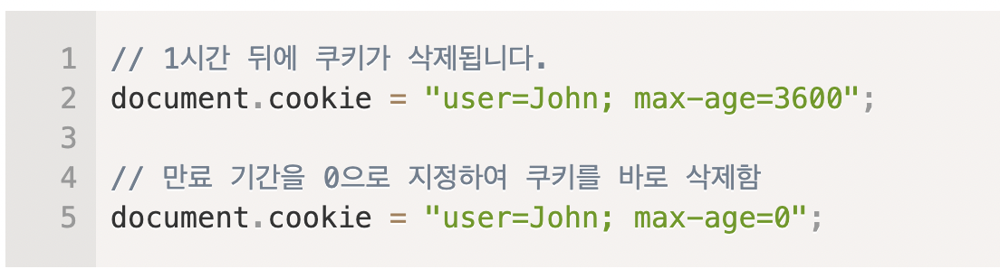 1 // 1시간 뒤에 쿠키가 삭제됩니다.
2 document.cookie = "user=John; max-age=3600";
3
4 // 만료 기간을 0으로 지정하여 쿠키를 바로 삭제함
5 document.cookie = "user=John; max-age=0";